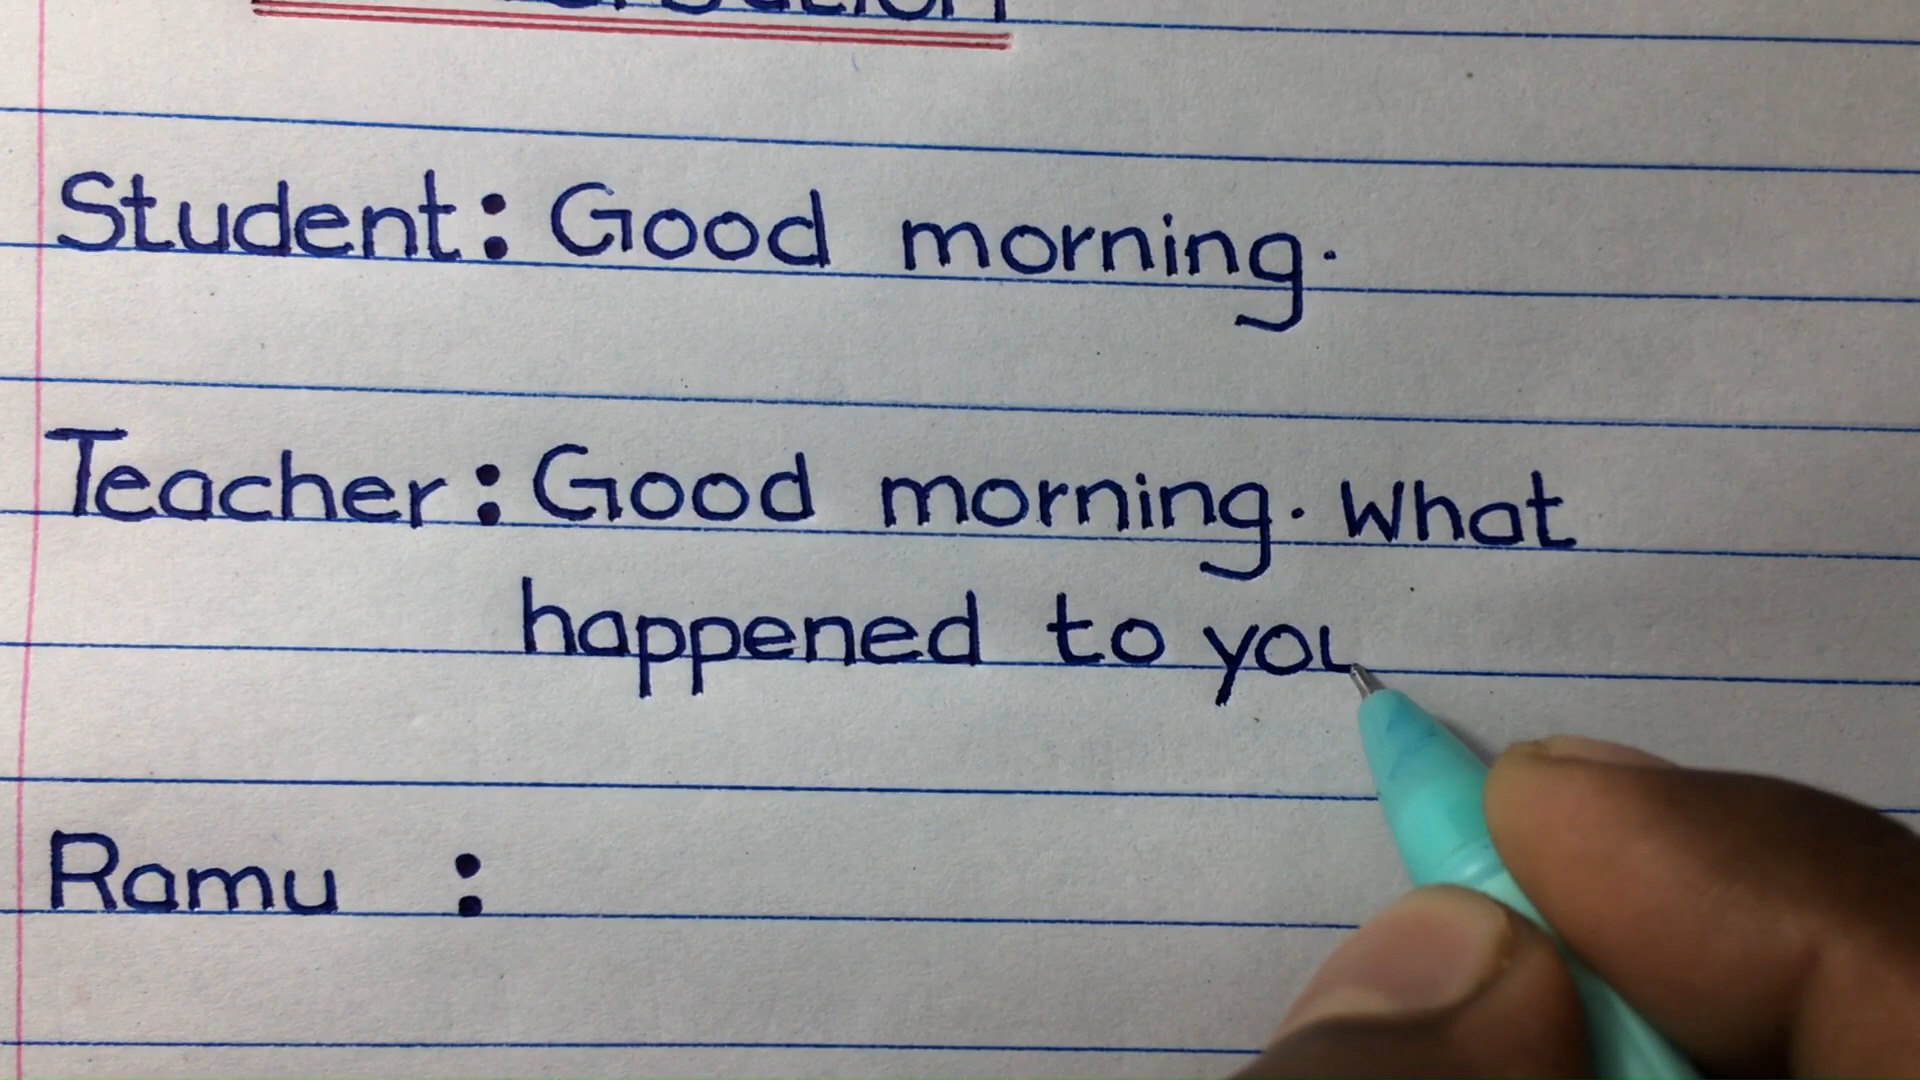 Student: Good morning.
Teacher: Good morning. What
happened to you
Ramu :